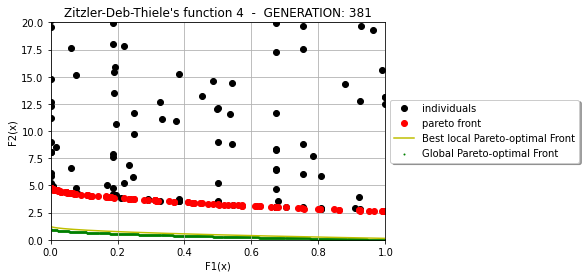 Zitzler-Deb-Thiele's function 4 - GENERATION: 381
20.0
17.5
15.0
12.5
10.0
7.5
5.0
2.5
0.0
F2(x)
0.0 0.2 0.4 0.6 0.8 1.0
F1(x)
individuals
pareto front
Best local Pareto-optimal Front
Global Pareto-optimal Front